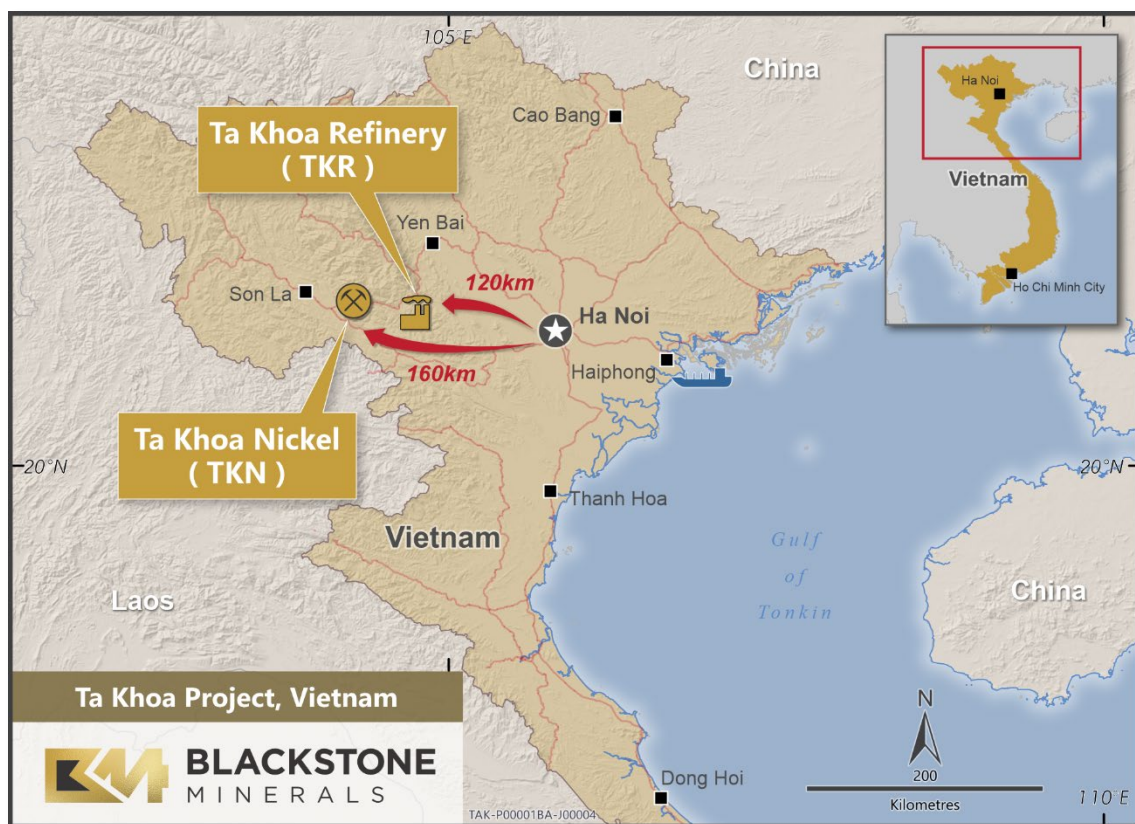 105°E
China
Cao Bang
Ta Khoa Refinery
( TKR )
Yen Bai
Son La
120km
Ha Noi
160km
Haiphong
Ta Khoa Nickel
( TKN )
20°N
20°N
Thanh Hoa
Vietnam
Gulf
of
Tonkin
Laos
China
Ha Noi
Vietnam
Ho Chi Minh City
Ta Khoa Project, Vietnam
BLACKSTONE
MINERALS
TAK-P00001BA-J00004
Dong Hoi
N
200
Kilometres
110°E